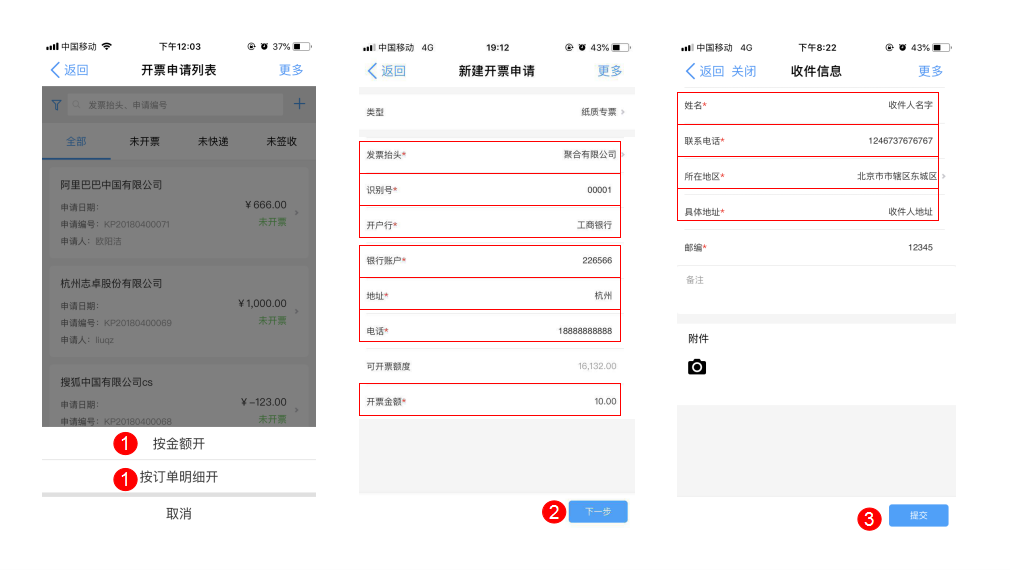 中国移动 下午12:03 37%
返回 开票申请列表 更多
发票抬头、申请编号
全部 未开票 未快递 未签收
阿里巴巴中国有限公司
申请日期: ¥ 666.00
申请编号: KP20180400071 未开票
申请人: 欧阳洁
杭州志卓股份有限公司
申请日期: ¥ 1,000.00
申请编号: KP20180400069 未开票
申请人: liuqz
搜狐中国有限公司cs
申请日期: ¥ -123.00
申请编号: KP20180400068 未开票
1 按金额开
1 按订单明细开
取消
中国移动 4G 19:12 43%
返回 新建开票申请 更多
类型 纸质专票
发票抬头* 聚合有限公司
识别号* 00001
开户行* 工商银行
银行账户* 226566
地址* 杭州
电话* 18888888888
可开票额度 16,132.00
开票金额* 10.00
2 下一步
中国移动 4G 下午8:22 43%
返回 关闭 收件信息 更多
姓名* 收件人名字
联系电话* 1246737676767
所在地区* 北京市市辖区东城区
具体地址* 收件人地址
邮编* 12345
备注
附件
3 提交